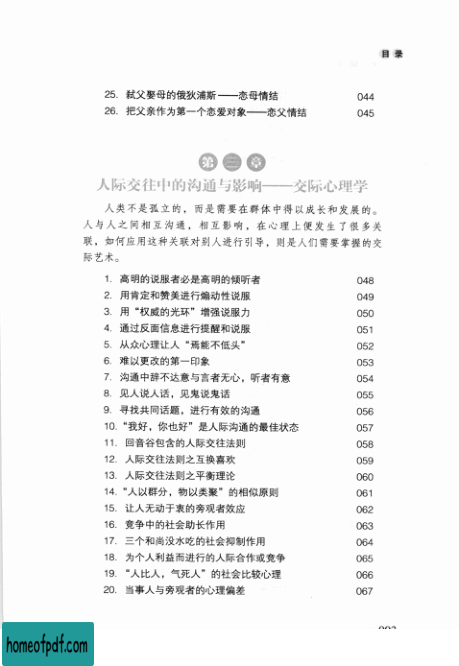 目 录
25. 弑父娶母的俄狄浦斯——恋母情结 044
26. 把父亲作为第一个恋爱对象——恋父情结 045
第三章
人际交往中的沟通与影响——交际心理学
人类不是孤立的，而是需要在群体中得以成长和发展的。
人与人之间相互沟通，相互影响，在心理上便发生了很多关
联，如何应用这种关联对别人进行引导，则是人们需要掌握的交
际艺术。
1. 高明的说服者必是高明的倾听者 048
2. 用肯定和赞美进行煽动性说服 049
3. 用“权威的光环”增强说服力 050
4. 通过反面信息进行提醒和说服 051
5. 从众心理让人“焉能不低头” 052
6. 难以更改的第一印象 053
7. 沟通中辞不达意与言者无心，听者有意 054
8. 见人说人话，见鬼说鬼话 055
9. 寻找共同话题，进行有效的沟通 056
10.“我好，你也好”是人际沟通的最佳状态 057
11. 回音谷包含的人际交往法则 058
12. 人际交往法则之互换喜欢 059
13. 人际交往法则之平衡理论 060
14.“人以群分，物以类聚”的相似原则 061
15. 让人无动于衷的旁观者效应 062
16. 竞争中的社会助长作用 063
17. 三个和尚没水吃的社会抑制作用 064
18. 为个人利益而进行的人际合作或竞争 065
19. “人比人，气死人”的社会比较心理 066
20. 当事人与旁观者的心理偏差 067
homeofpdf.com